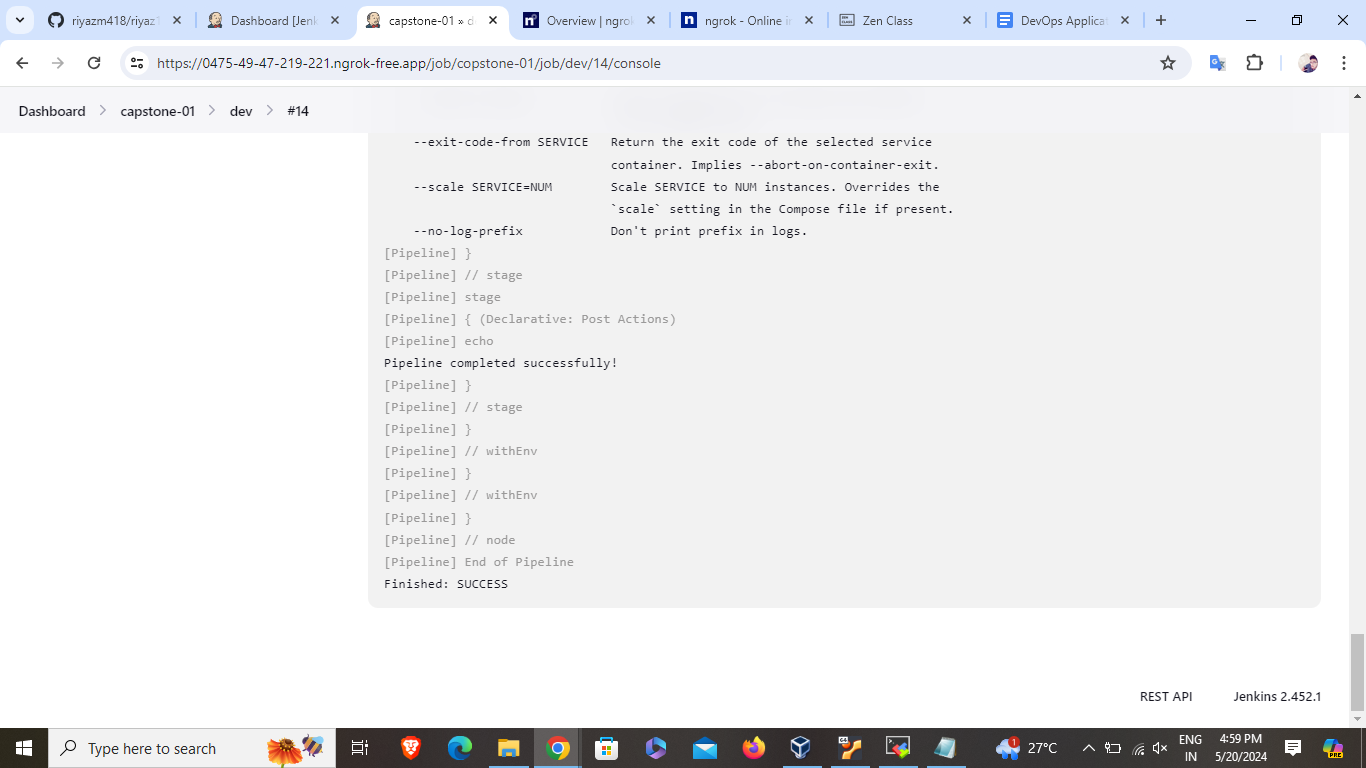 riyazm418/riyaz1
Dashboard [Jenk
capstone-01 » de
Overview | ngrok
ngrok - Online in
Zen Class
DevOps Applicat
https://0475-49-47-219-221.ngrok-free.app/job/copstone-01/job/dev/14/console
Dashboard > capstone-01 > dev > #14
--exit-code-from SERVICE   Return the exit code of the selected service
container. Implies --abort-on-container-exit.
--scale SERVICE=NUM        Scale SERVICE to NUM instances. Overrides the
`scale` setting in the Compose file if present.
--no-log-prefix            Don't print prefix in logs.
[Pipeline] }
[Pipeline] // stage
[Pipeline] stage
[Pipeline] { (Declarative: Post Actions)
[Pipeline] echo
Pipeline completed successfully!
[Pipeline] }
[Pipeline] // stage
[Pipeline] }
[Pipeline] // withEnv
[Pipeline] }
[Pipeline] // withEnv
[Pipeline] }
[Pipeline] // node
[Pipeline] End of Pipeline
Finished: SUCCESS
REST API
Jenkins 2.452.1
Type here to search
1
27°C
ENG
IN
4:59 PM
5/20/2024
PRE